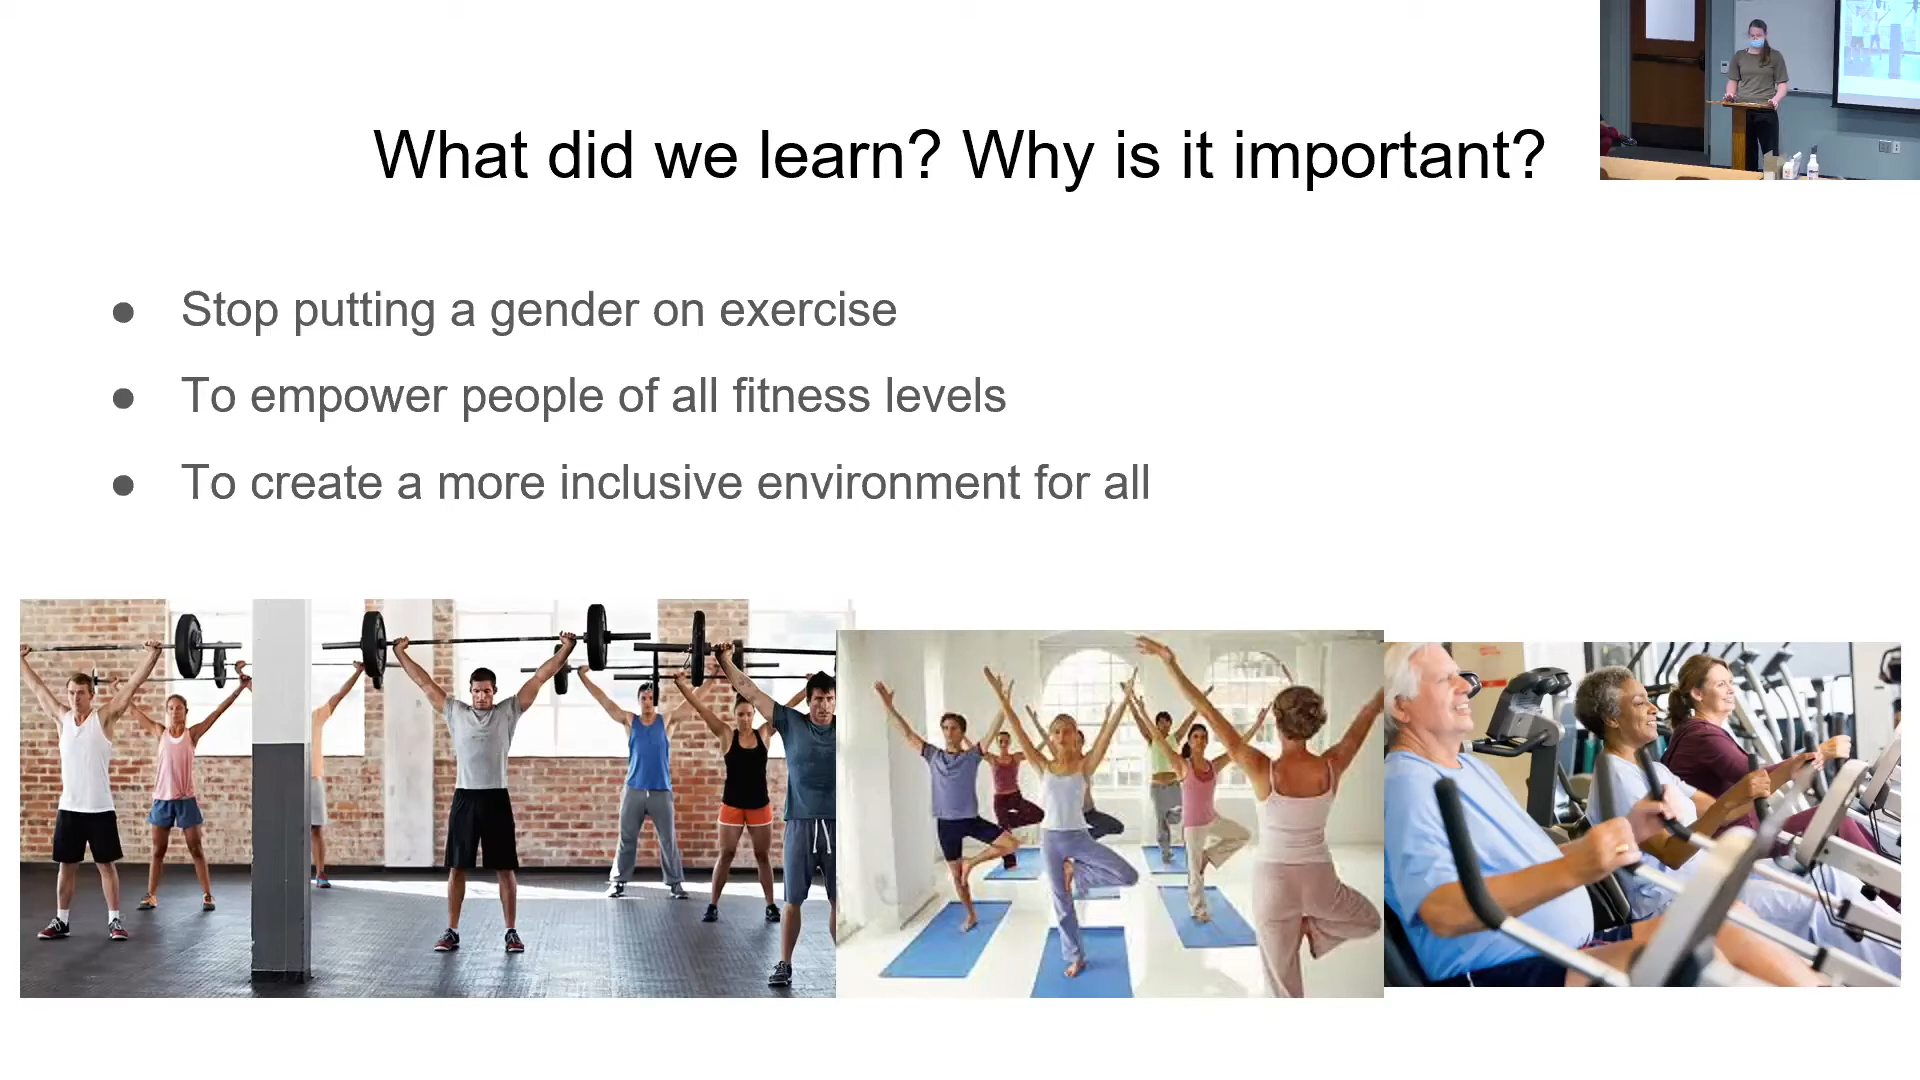 What did we learn? Why is it important?
● Stop putting a gender on exercise
● To empower people of all fitness levels
● To create a more inclusive environment for all